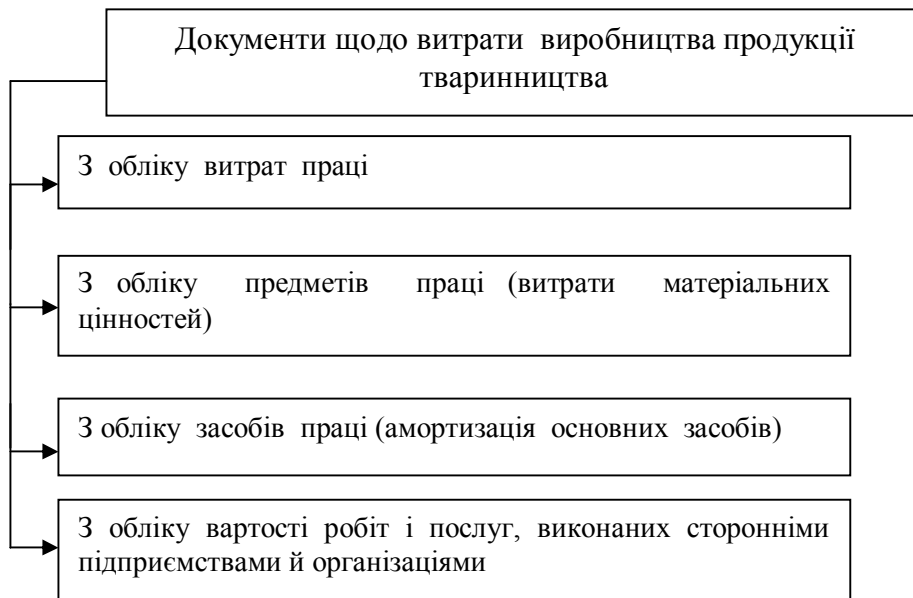 Документи щодо витрати виробництва продукції
тваринництва
З обліку витрат праці
З обліку предметів праці (витрати матеріальних
цінностей)
З обліку засобів праці (амортизація основних засобів)
З обліку вартості робіт і послуг, виконаних сторонніми
підприємствами й організаціями